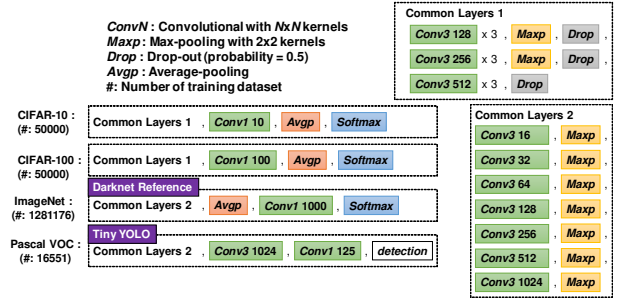 ConvN : Convolutional with NxN kernels
Maxp : Max-pooling with 2x2 kernels
Drop : Drop-out (probability = 0.5)
Avgp : Average-pooling
#: Number of training dataset
Common Layers 1
Conv3 128 x 3 , Maxp , Drop ,
Conv3 256 x 3 , Maxp , Drop ,
Conv3 512 x 3 , Drop
CIFAR-10 :
(#: 50000)
Common Layers 1 , Conv1 10 , Avgp , Softmax
CIFAR-100 :
(#: 50000)
Common Layers 1 , Conv1 100 , Avgp , Softmax
Darknet Reference
ImageNet :
(#: 1281176)
Common Layers 2 , Avgp , Conv1 1000 , Softmax
Tiny YOLO
Pascal VOC :
(#: 16551)
Common Layers 2 , Conv3 1024 , Conv1 125 , detection
Common Layers 2
Conv3 16 , Maxp ,
Conv3 32 , Maxp ,
Conv3 64 , Maxp ,
Conv3 128 , Maxp ,
Conv3 256 , Maxp ,
Conv3 512 , Maxp ,
Conv3 1024 , Maxp